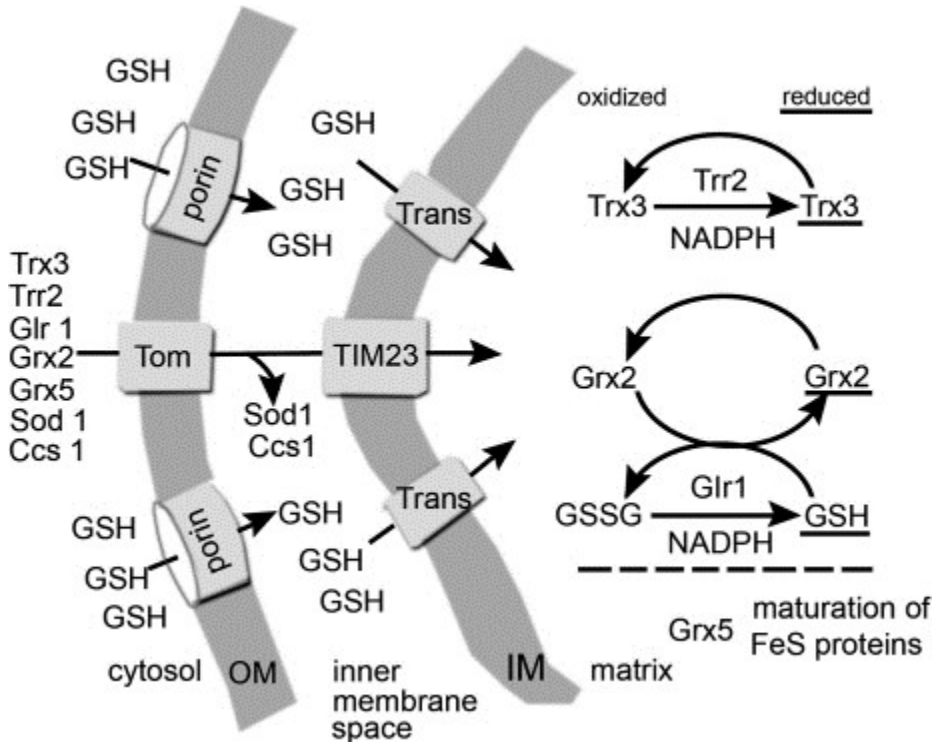 GSH
GSH
GSH
porin
GSH
GSH
GSH
Trans
oxidized
reduced
Trx3
Trr2
NADPH
Trx3
Trx3
Trr2
Glr 1
Grx2
Grx5
Sod 1
Ccs 1
Tom
Sod1
Ccs1
TIM23
Grx2
Grx2
GSSG
Glr1
NADPH
GSH
GSH
GSH
GSH
porin
GSH
Trans
GSH
GSH
Grx5
maturation of
FeS proteins
cytosol
OM
inner
membrane
space
IM
matrix